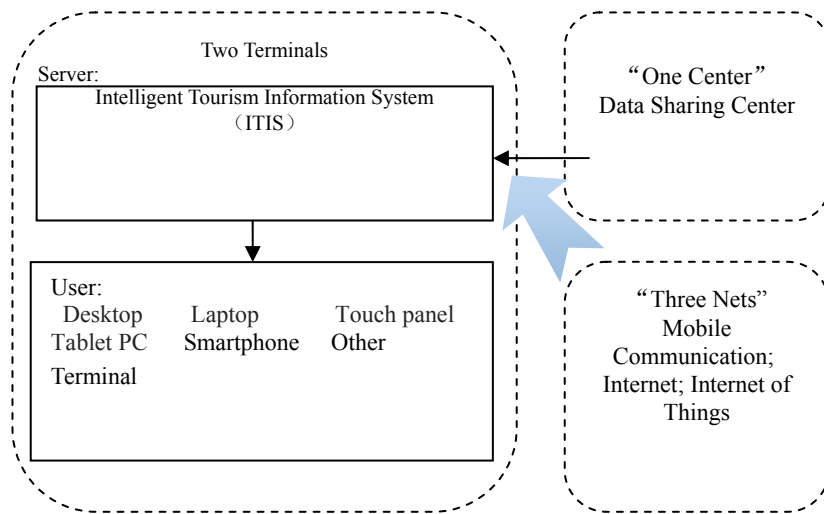 Two Terminals
Server:
Intelligent Tourism Information System
（ITIS）
User:
Desktop Laptop Touch panel
Tablet PC Smartphone Other
Terminal
“One Center”
Data Sharing Center
“Three Nets”
Mobile
Communication;
Internet; Internet of
Things